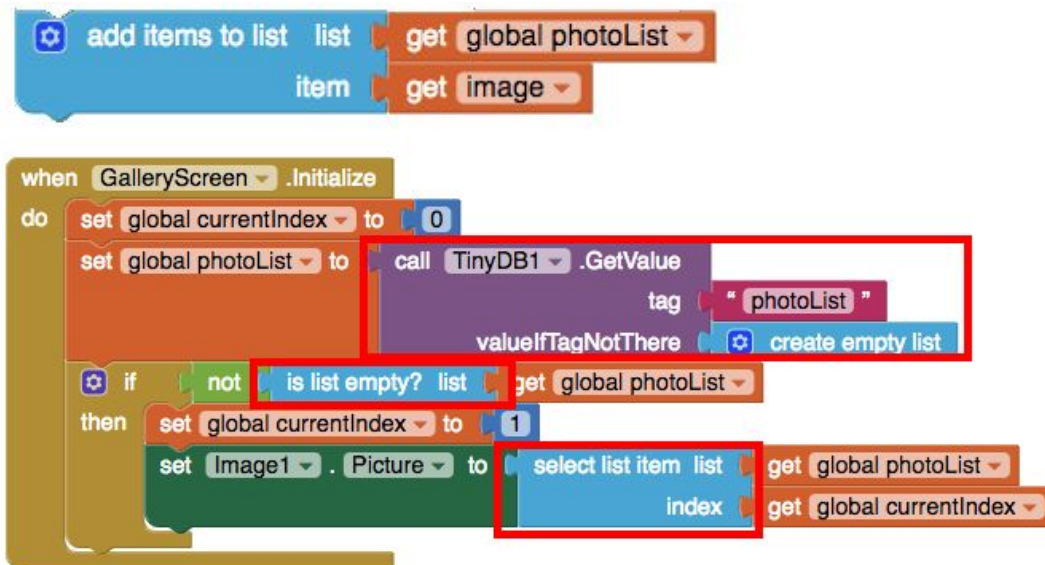 add items to list list get global photoList
item get image
when GalleryScreen .Initialize
do set global currentIndex to 0
set global photoList to call TinyDB1 .GetValue
tag " photoList "
valueIfTagNotThere create empty list
if not is list empty? list get global photoList
then set global currentIndex to 1
set Image1 . Picture to select list item list get global photoList
index get global currentIndex